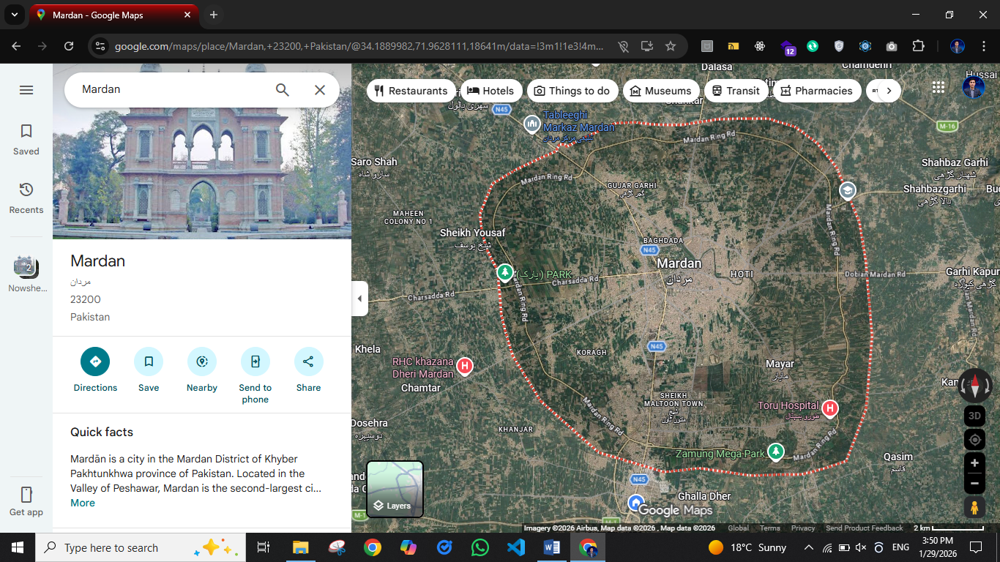 Mardan - Google Maps
google.com/maps/place/Mardan,+23200,+Pakistan/@34.1889982,71.9628111,18641m/data=!3m1!1e3!4m...
12
Saved
Recents
2
Nowshe...
Get app
Mardan
Mardan
مردان
23200
Pakistan
Directions
Save
Nearby
Send to
phone
Share
Quick facts
Mardān is a city in the Mardan District of Khyber
Pakhtunkhwa province of Pakistan. Located in the
Valley of Peshawar, Mardan is the second-largest ci...
More
Restaurants
Hotels
Things to do
Museums
Transit
Pharmacies
Dalasa
N45
Tableeghi
Markaz Mardan
تبلیغی مرکز مردان
Mardan Ring Rd
M-16
Saro Shah
سارو شاه
Shahbaz Garhi
شهباز گڑھی
Mardan Ring Rd
GUJAR GARHI
گجر گڑھی
Shahbazgarhi
بالا گڑھی
MAHEEN
COLONY NO 1
Mardan Ring Rd
Sheikh Yousaf
شیخ یوسف
BAGHDADA
N45
Mardan
مردان
(پارک) PARK
HOTI
Charsadda Rd
Charsadda Rd
Dobian Mardan Rd
Garhi Kapur
گڑھی کپورہ
Mardan Ring Rd
N45
Khela
KORAGH
RHC khazana
Dheri Mardan
Chamtar
Mayar
مایار
SHEIKH
MALTOON TOWN
شیخ
ملتون ٹاون
Toru Hospital
طورو ہسپتال
Mardan Ring Rd
KHANJAR
Dosehra
دوسہرہ
Zamung Mega Park
Mardan Ring Rd
Qasim
قاسم
N45
Ghalla Dher
Layers
Google Maps
3D
Imagery ©2026 Airbus, Map data ©2026 , Map data ©2026
Global
Terms
Privacy
Send Product Feedback
2 km
Type here to search
18°C Sunny
ENG
3:50 PM
1/29/2026